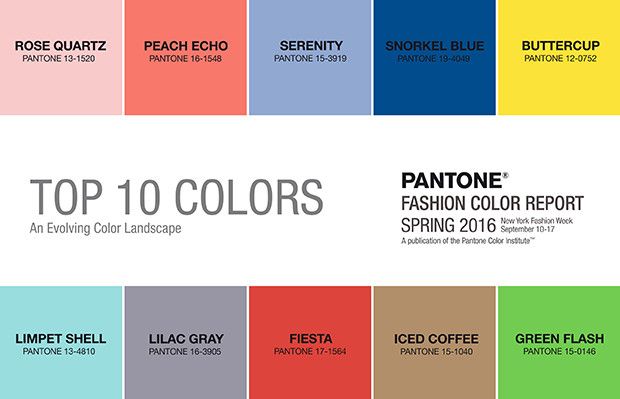 ROSE QUARTZ
PANTONE 13-1520
PEACH ECHO
PANTONE 16-1548
SERENITY
PANTONE 15-3919
SNORKEL BLUE
PANTONE 19-4049
BUTTERCUP
PANTONE 12-0752
TOP 10 COLORS
An Evolving Color Landscape
PANTONE®
FASHION COLOR REPORT
SPRING 2016 New York Fashion Week
September 10-17
A publication of the Pantone Color Institute™
LIMPET SHELL
PANTONE 13-4810
LILAC GRAY
PANTONE 16-3905
FIESTA
PANTONE 17-1564
ICED COFFEE
PANTONE 15-1040
GREEN FLASH
PANTONE 15-0146